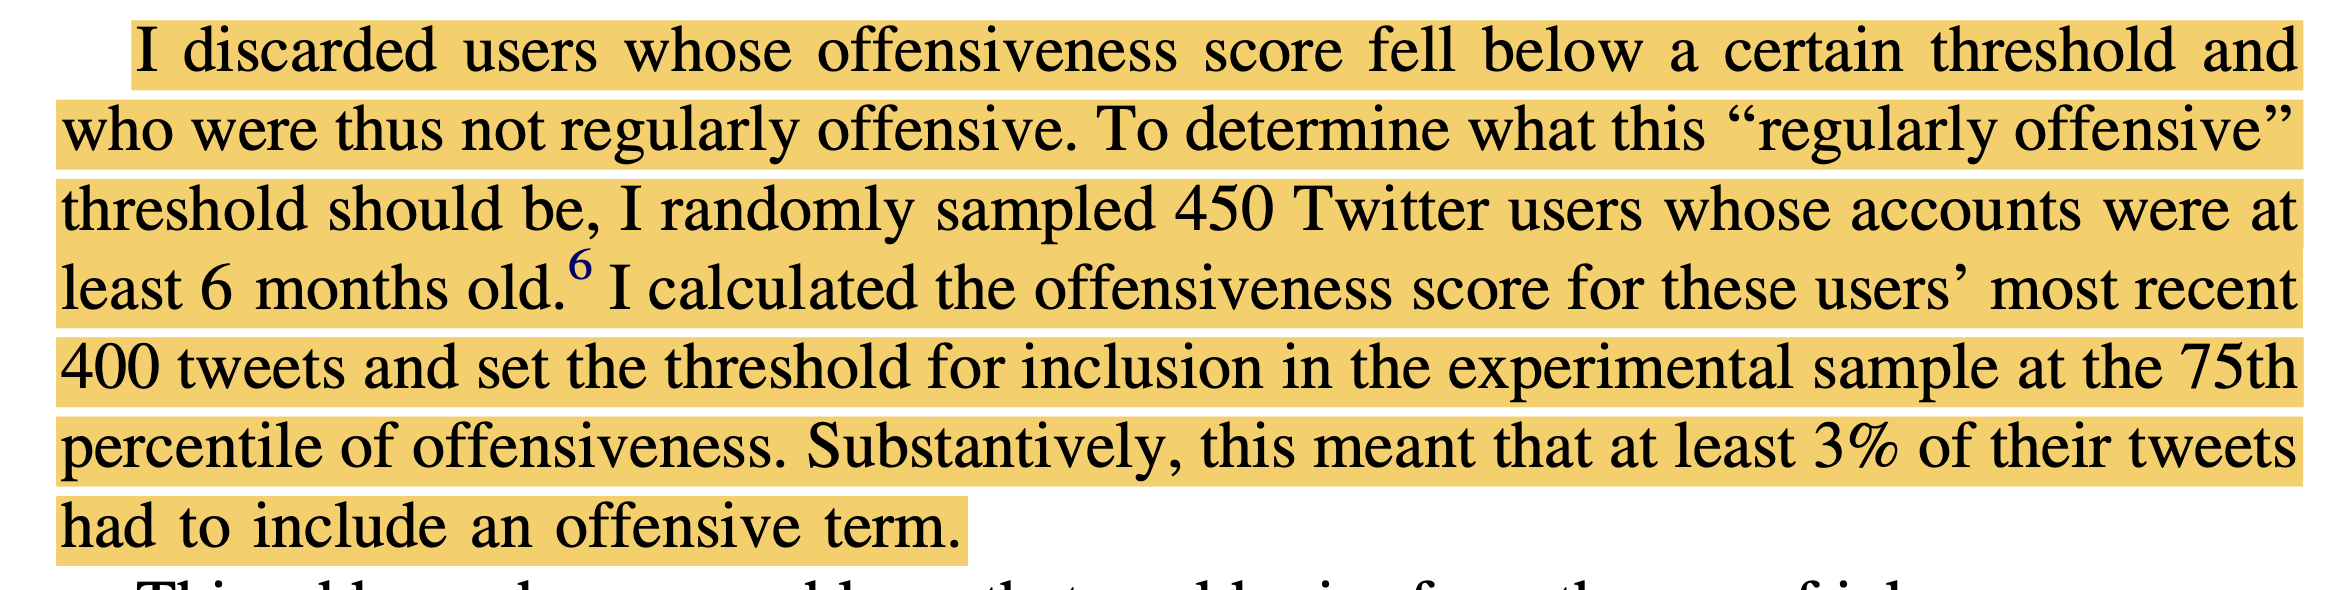 I discarded users whose offensiveness score fell below a certain threshold and
who were thus not regularly offensive. To determine what this “regularly offensive”
threshold should be, I randomly sampled 450 Twitter users whose accounts were at
least 6 months old.6 I calculated the offensiveness score for these users’ most recent
400 tweets and set the threshold for inclusion in the experimental sample at the 75th
percentile of offensiveness. Substantively, this meant that at least 3% of their tweets
had to include an offensive term.